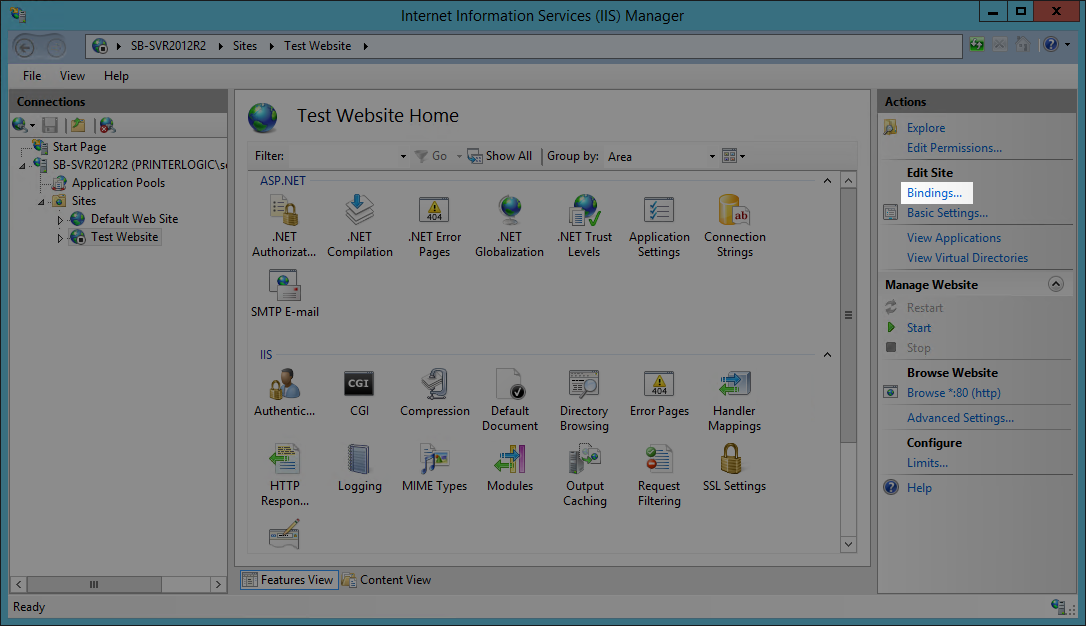 Internet Information Services (IIS) Manager
SB-SVR2012R2 Sites Test Website
File View Help
Connections
Start Page
SB-SVR2012R2 (PRINTERLOGIC\s
Application Pools
Sites
Default Web Site
Test Website
Test Website Home
Filter: Go Show All Group by: Area
ASP.NET
.NET Authorizat...
.NET Compilation
.NET Error Pages
.NET Globalization
.NET Trust Levels
Application Settings
Connection Strings
SMTP E-mail
IIS
Authentic...
CGI
Compression
Default Document
Directory Browsing
Error Pages
Handler Mappings
HTTP Respon...
Logging
MIME Types
Modules
Output Caching
Request Filtering
SSL Settings
Features View Content View
Actions
Explore
Edit Permissions...
Edit Site
Bindings...
Basic Settings...
View Applications
View Virtual Directories
Manage Website
Restart
Start
Stop
Browse Website
Browse *:80 (http)
Advanced Settings...
Configure
Limits...
Help
Ready